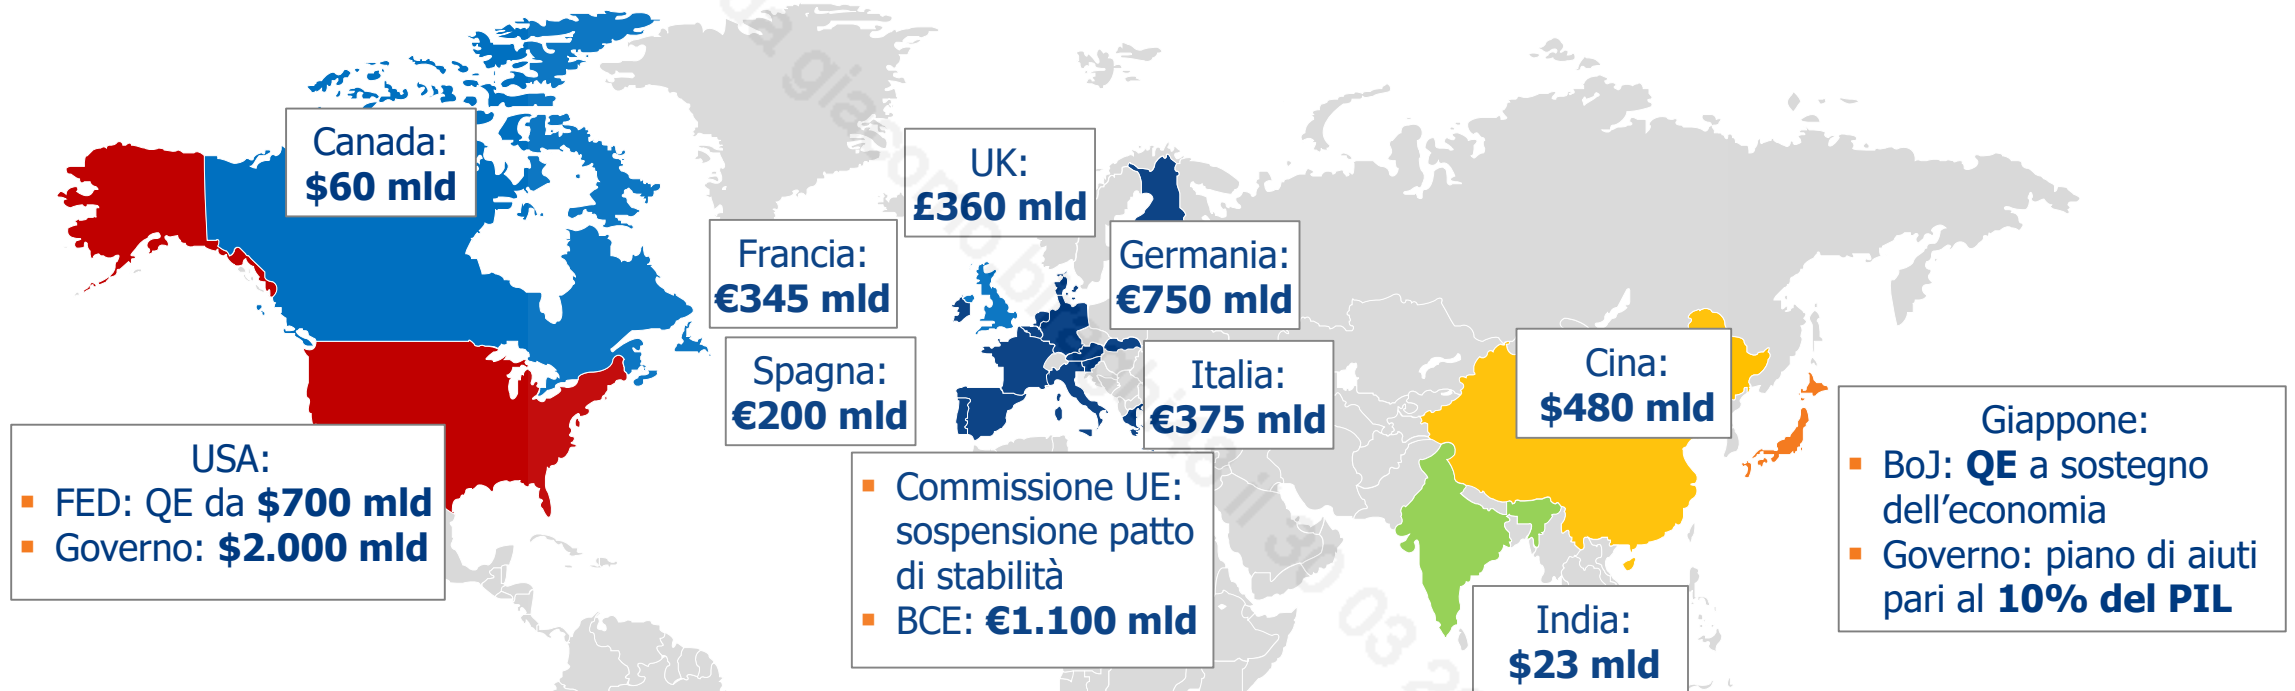 Canada:
$60 mld
UK:
£360 mld
Francia:
€345 mld
Germania:
€750 mld
Spagna:
€200 mld
Italia:
€375 mld
Cina:
$480 mld
USA:
▪ FED: QE da $700 mld
▪ Governo: $2.000 mld
▪ Commissione UE:
sospensione patto
di stabilità
▪ BCE: €1.100 mld
Giappone:
▪ BoJ: QE a sostegno
dell’economia
▪ Governo: piano di aiuti
pari al 10% del PIL
India:
$23 mld